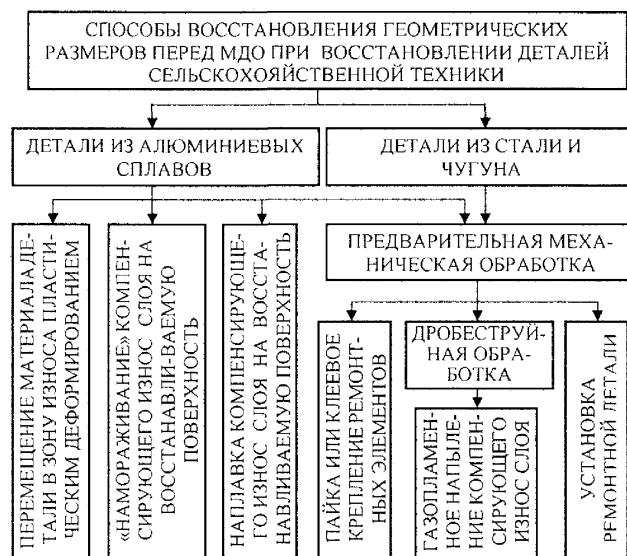 СПОСОБЫ ВОССТАНОВЛЕНИЯ ГЕОМЕТРИЧЕСКИХ
РАЗМЕРОВ ПЕРЕД МДО ПРИ ВОССТАНОВЛЕНИИ ДЕТАЛЕЙ
СЕЛЬСКОХОЯЙСТВЕННОЙ ТЕХНИКИ
ДЕТАЛИ ИЗ АЛЮМИНИЕВЫХ
СПЛАВОВ
ДЕТАЛИ ИЗ СТАЛИ И
ЧУГУНА
ПЕРЕМЕЩЕНИЕ МАТЕРИАЛАДЕ-
ТАЛИ В ЗОНУ ИЗНОСА ПЛАСТИ-
ЧЕСКИМ ДЕФОРМИРОВАНИЕМ
«НАМОРАЖИВАНИЕ» КОМПЕН-
СИРУЮЩЕГО ИЗНОС СЛОЯ НА
ВОССТАНАВЛИ-ВАЕМУЮ
ПОВЕРХНОСТЬ
НАПЛАВКА КОМПЕНСИРУЮЩЕ-
ГО ИЗНОС СЛОЯ НА ВОССТА-
НАВЛИВАЕМУЮ ПОВЕРХНОСТЬ
ПРЕДВАРИТЕЛЬНАЯ МЕХА-
НИЧЕСКАЯ ОБРАБОТКА
ПАЙКА ИЛИ КЛЕЕВОЕ
КРЕПЛЕНИЕ РЕМОНТ-
НЫХ ЭЛЕМЕНТОВ
ДРОБЕСТРУЙ-
НАЯ ОБРА-
БОТКА
ГАЗОПЛАМЕН-
НОЕ НАПЫЛЕ-
НИЕ КОМПЕН-
СИРУЮЩЕГО
ИЗНОС СЛОЯ
УСТАНОВКА
РЕМОНТНОЙ ДЕТАЛИ